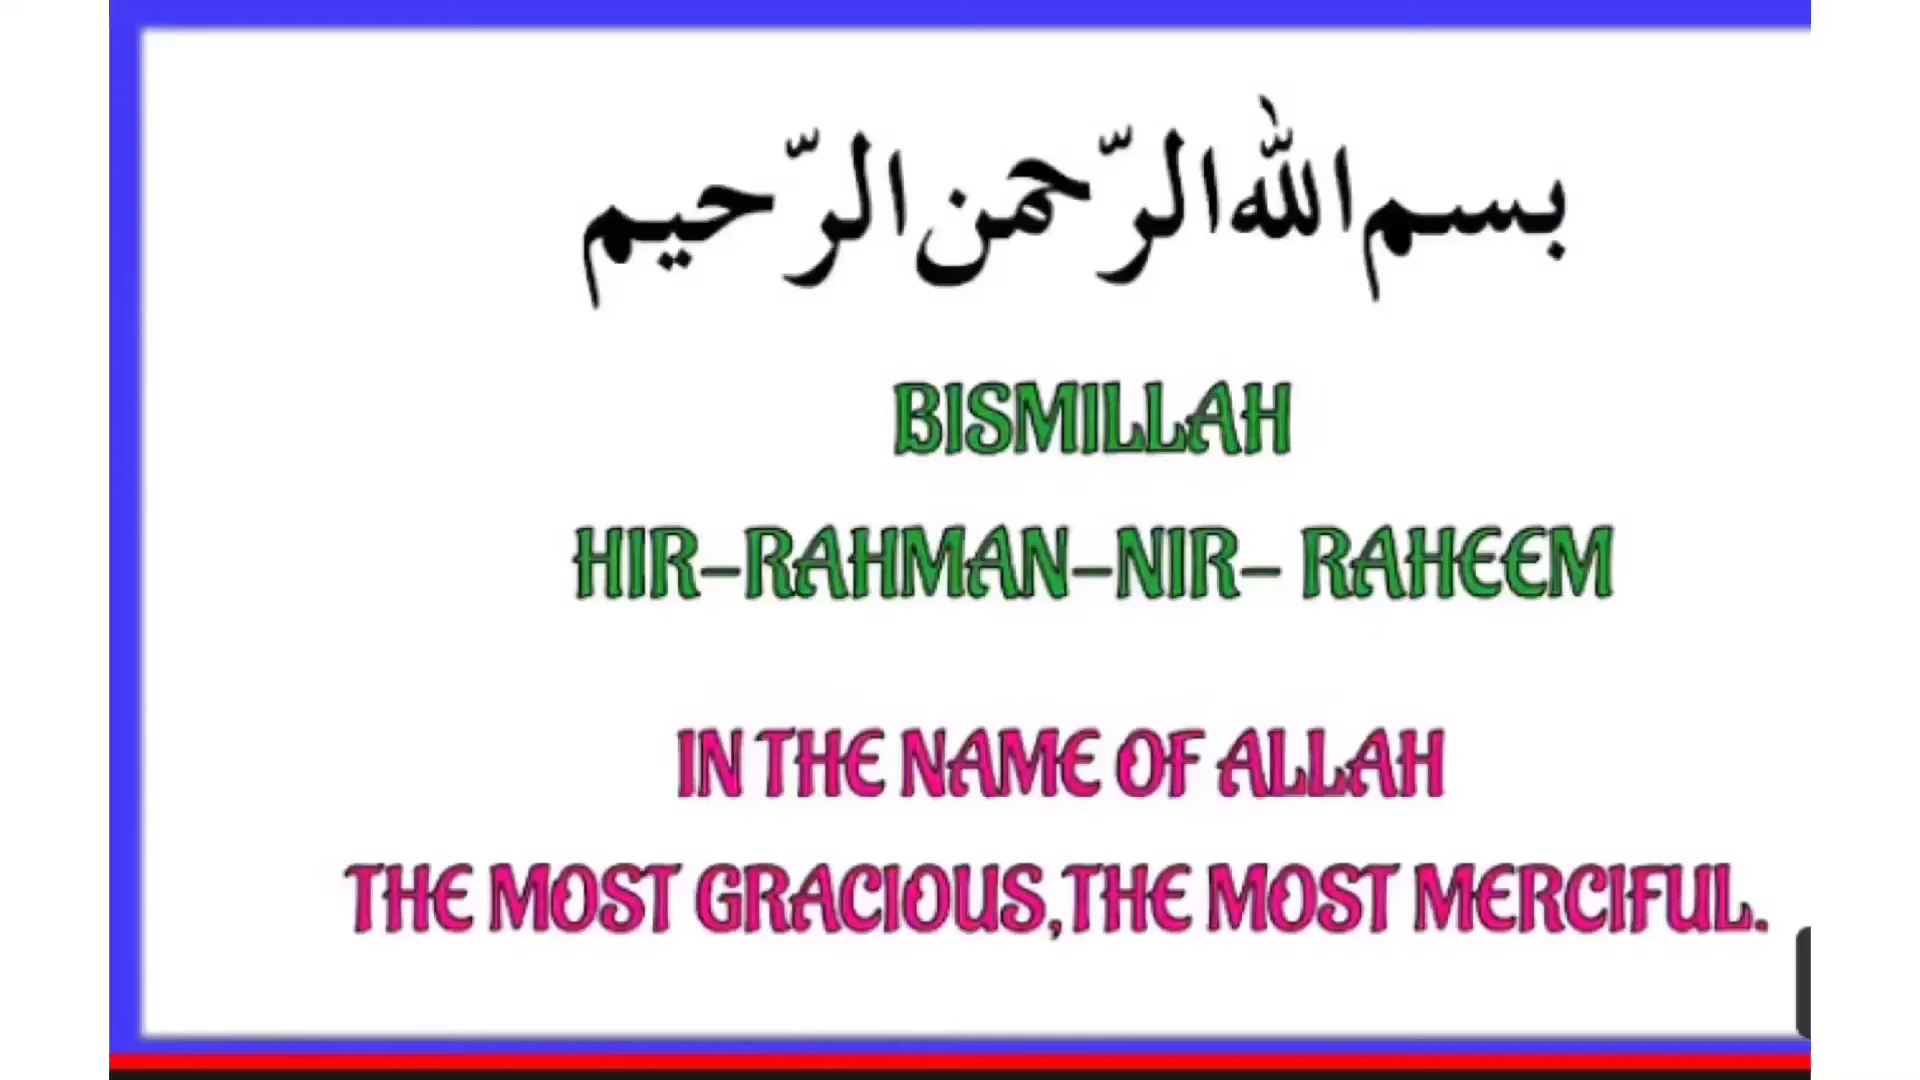 بسم الله الرّحمن الرّحيم
BISMILLAH
HIR-RAHMAN-NIR- RAHEEM
IN THE NAME OF ALLAH
THE MOST GRACIOUS,THE MOST MERCIFUL.